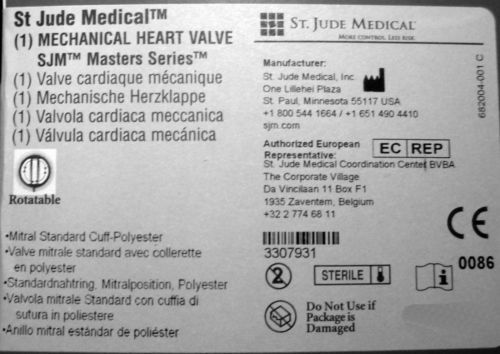 St Jude Medical™
(1) MECHANICAL HEART VALVE
SJM™ Masters Series™
(1) Valve cardiaque mécanique
(1) Mechanische Herzklappe
(1) Valvola cardiaca meccanica
(1) Válvula cardiaca mecánica
Rotatable
•Mitral Standard Cuff-Polyester
•Valve mitrale standard avec collerette
en polyester
•Standardnahtring, Mitralposition, Polyester
•Valvola mitrale Standard con cuffia di
sutura in poliestere
•Anillo mitral estándar de poliéster
ST. JUDE MEDICAL
MORE CONTROL. LESS RISK.
Manufacturer:
St. Jude Medical, Inc.
One Lillehei Plaza
St. Paul, Minnesota 55117 USA
+1 800 544 1664 / +1 651 490 4410
sjm.com
Authorized European
Representative:
EC REP
St. Jude Medical Coordination Center BVBA
The Corporate Village
Da Vincilaan 11 Box F1
1935 Zaventem, Belgium
+32 2 774 68 11
CE
3307931
0086
2
STERILE
i
Do Not Use if
Package is
Damaged
682004-001 C